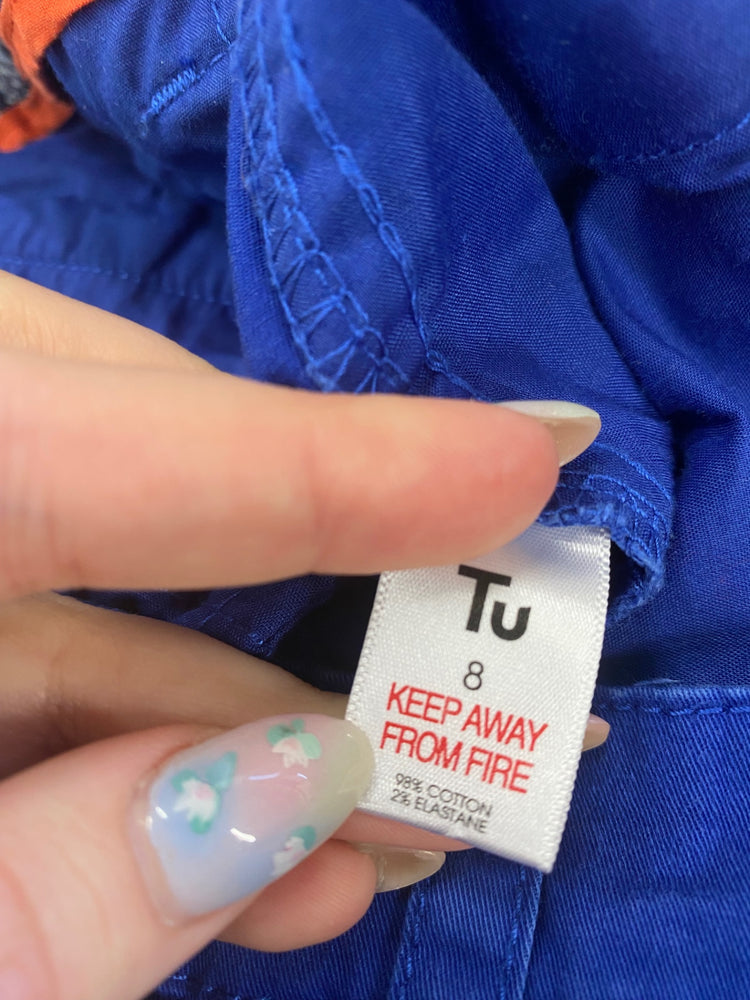 Tu
8
KEEP AWAY
FROM FIRE
98% COTTON
2% ELASTANE